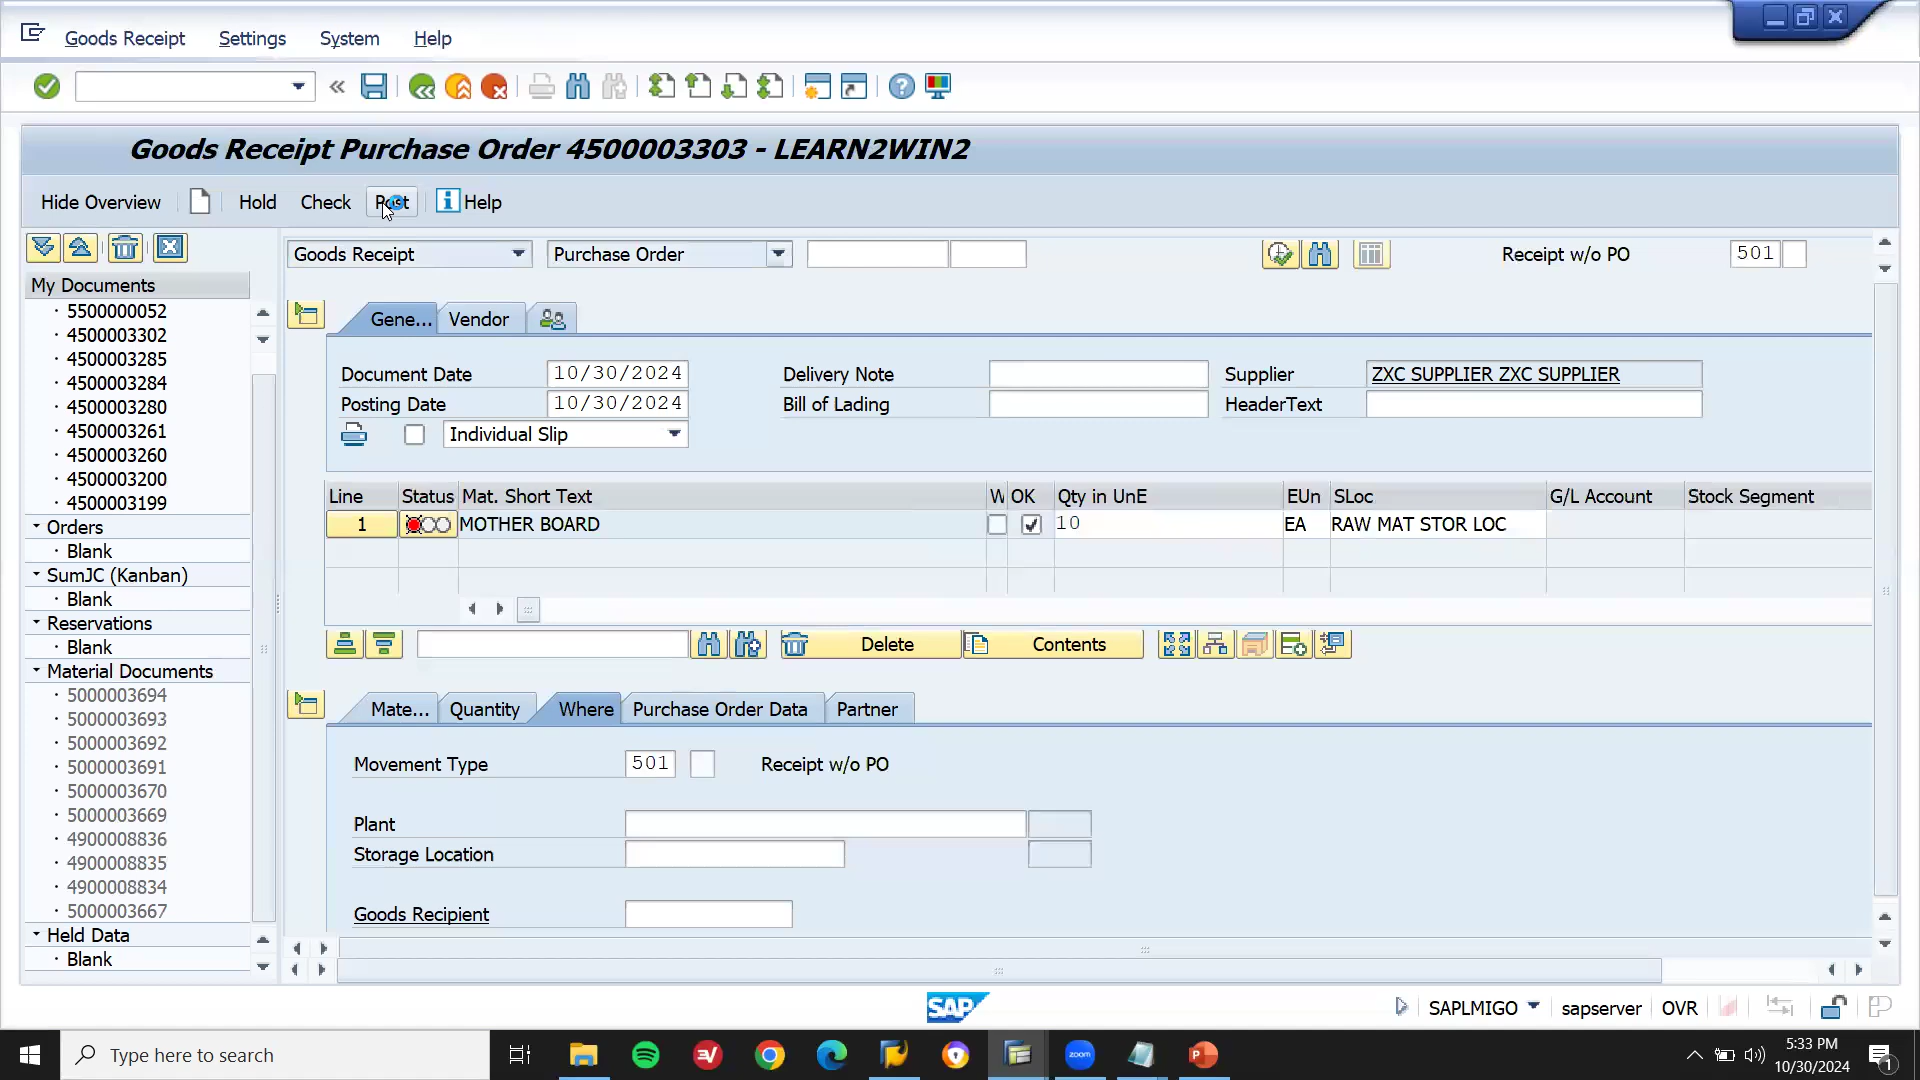 Goods Receipt Settings System Help
Goods Receipt Purchase Order 4500003303 - LEARN2WIN2
Hide Overview Hold Check Post Help
Goods Receipt Purchase Order Receipt w/o PO 501
My Documents
5500000052
4500003302
4500003285
4500003284
4500003280
4500003261
4500003260
4500003200
4500003199
Orders
Blank
SumJC (Kanban)
Blank
Reservations
Blank
Material Documents
5000003694
5000003693
5000003692
5000003691
5000003670
5000003669
4900008836
4900008835
4900008834
5000003667
Held Data
Blank
Gene... Vendor
Document Date 10/30/2024 Delivery Note Supplier ZXC SUPPLIER ZXC SUPPLIER
Posting Date 10/30/2024 Bill of Lading HeaderText
Individual Slip
Line Status Mat. Short Text W OK Qty in UnE EUn SLoc G/L Account Stock Segment
1 MOTHER BOARD 10 EA RAW MAT STOR LOC
Delete Contents
Mate... Quantity Where Purchase Order Data Partner
Movement Type 501 Receipt w/o PO
Plant
Storage Location
Goods Recipient
SAP SAPLMIGO sapserver OVR
Type here to search zoom 5:33 PM
10/30/2024 1